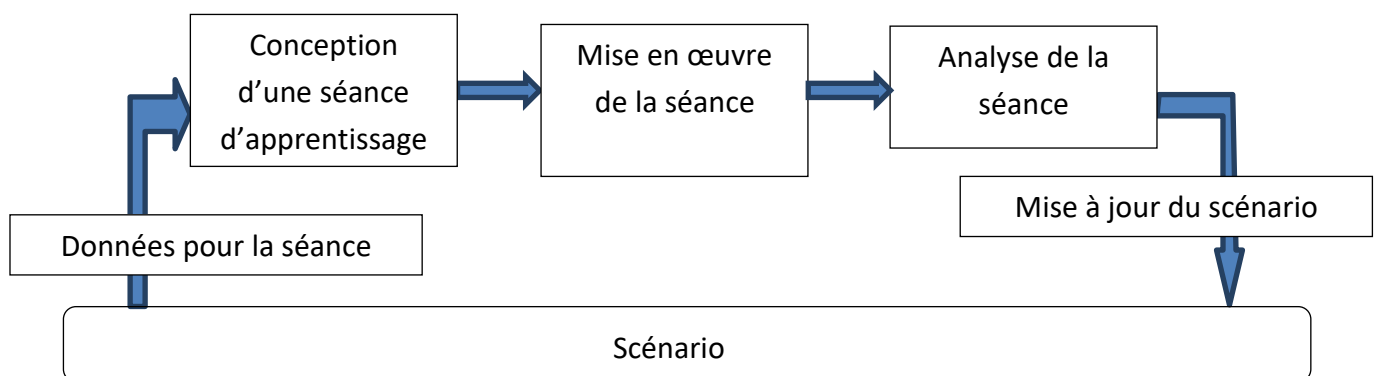 Conception
d’une séance
d’apprentissage
Mise en œuvre
de la séance
Analyse de la
séance
Données pour la séance
Mise à jour du scénario
Scénario